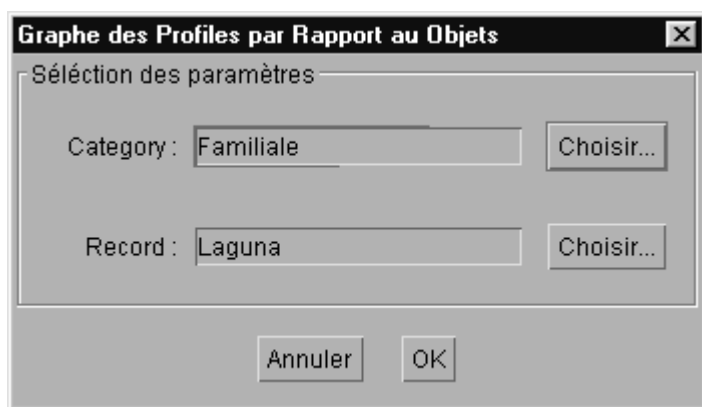 Graphe des Profiles par Rapport au Objets
Séléction des paramètres
Category : Familiale Choisir...
Record : Laguna Choisir...
Annuler OK